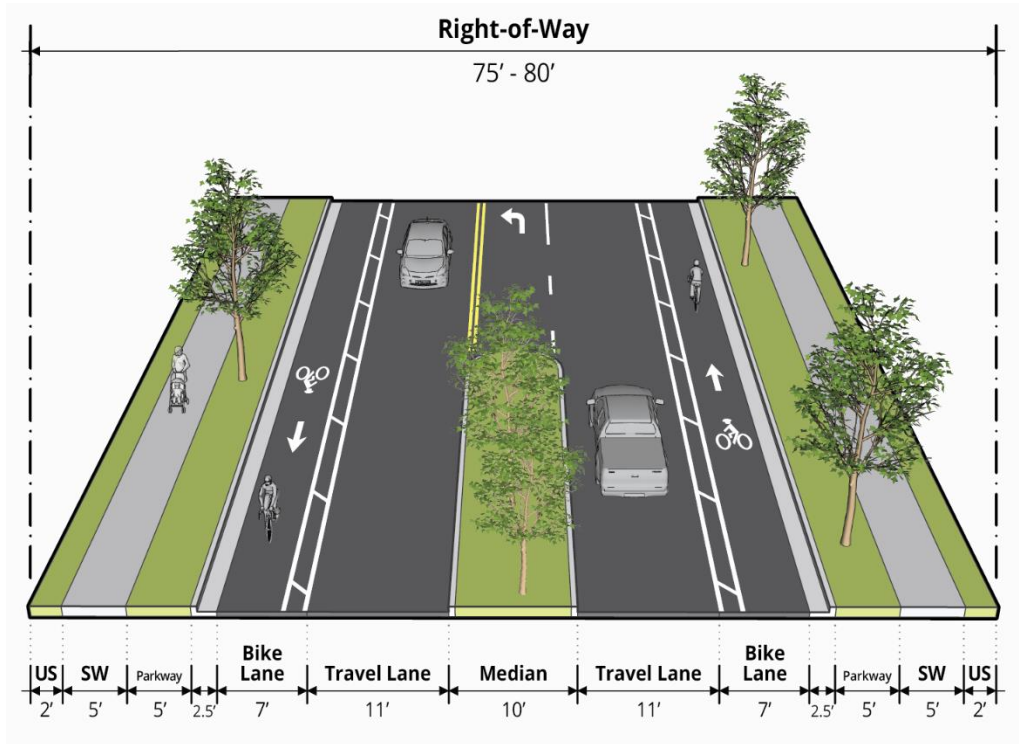 Right-of-Way
75’ - 80’
US SW Parkway Bike Lane Travel Lane Median Travel Lane Bike Lane Parkway SW US
2’ 5’ 5’ 2.5’ 7’ 11’ 10’ 11’ 7’ 2.5’ 5’ 5’ 2’